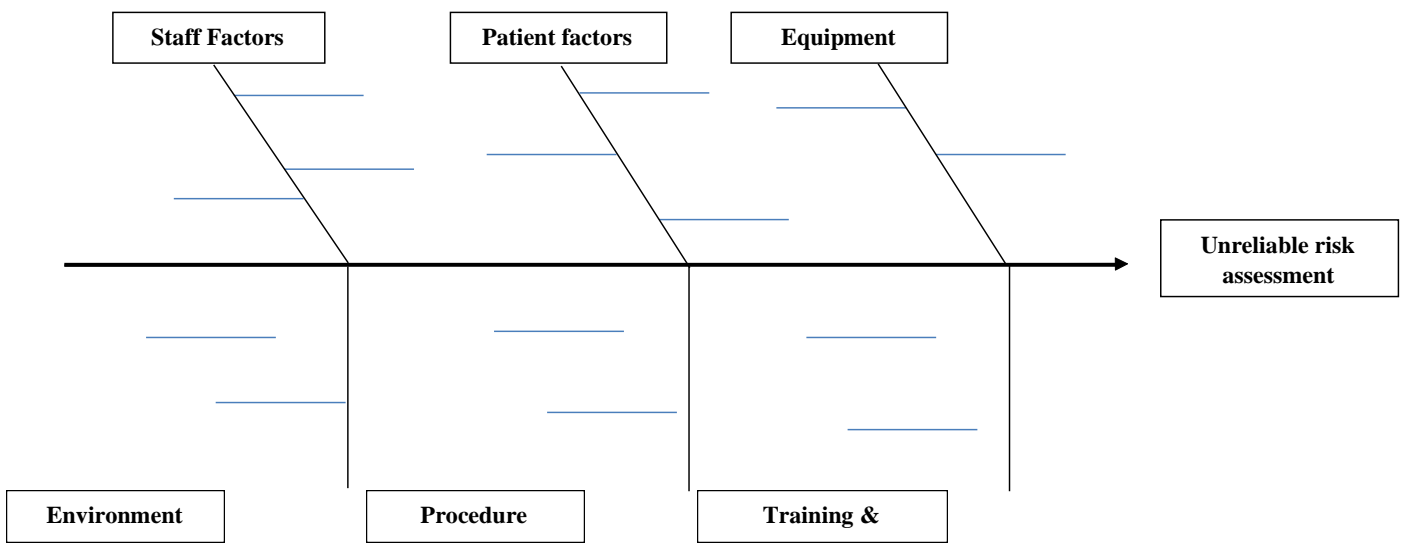 Staff Factors
Patient factors
Equipment
Unreliable risk
assessment
Environment
Procedure
Training &